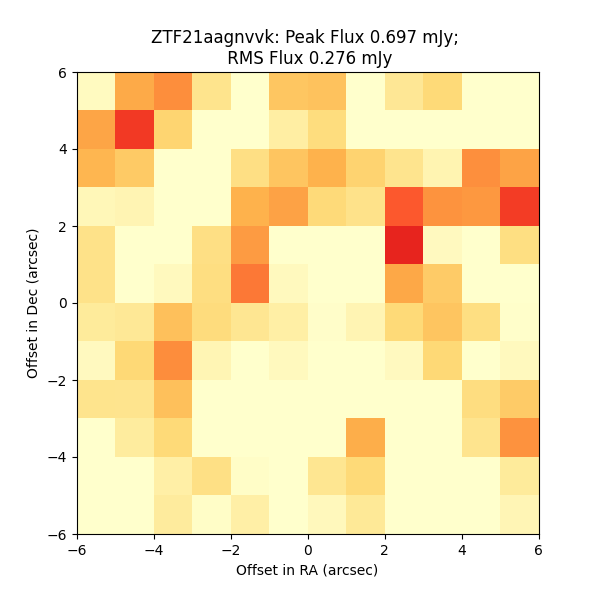 ZTF21aagnvvk: Peak Flux 0.697 mJy;
RMS Flux 0.276 mJy
6
4
2
0
−2
−4
−6
Offset in Dec (arcsec)
−6 −4 −2 0 2 4 6
Offset in RA (arcsec)